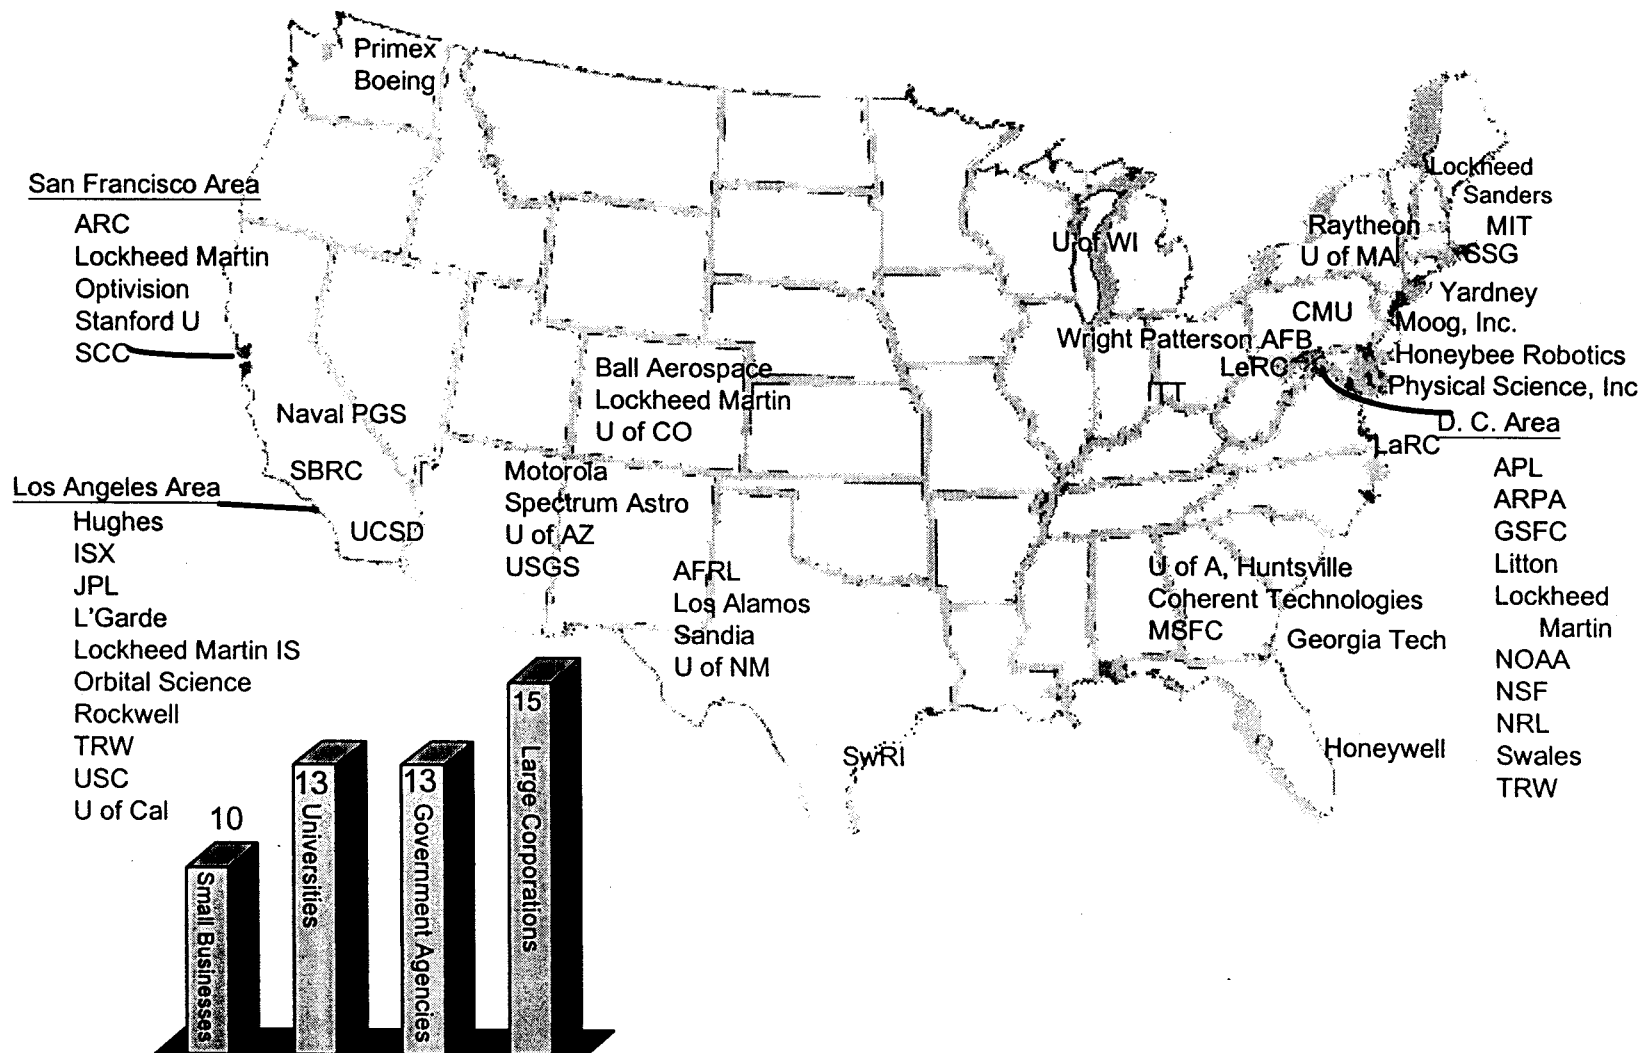 Primex
Boeing
San Francisco Area
ARC
Lockheed Martin
Optivision
Stanford U
SCC
Naval PGS
SBRC
Los Angeles Area
Hughes
ISX
JPL
L'Garde
Lockheed Martin IS
Orbital Science
Rockwell
TRW
USC
U of Cal
UCSD
Ball Aerospace
Lockheed Martin
U of CO
Motorola
Spectrum Astro
U of AZ
USGS
AFRL
Los Alamos
Sandia
U of NM
SwRI
U of WI
Wright Patterson AFB
LeRC
ITT
CMU
Raytheon
U of MA
Lockheed
Sanders
MIT
SSG
Yardney
Moog, Inc.
Honeybee Robotics
Physical Science, Inc
D. C. Area
LaRC
APL
ARPA
GSFC
Litton
Lockheed
Martin
NOAA
NSF
NRL
Swales
TRW
U of A, Huntsville
Coherent Technologies
MSFC
Georgia Tech
Honeywell
10
Small Businesses
13
Universities
13
Government Agencies
15
Large Corporations